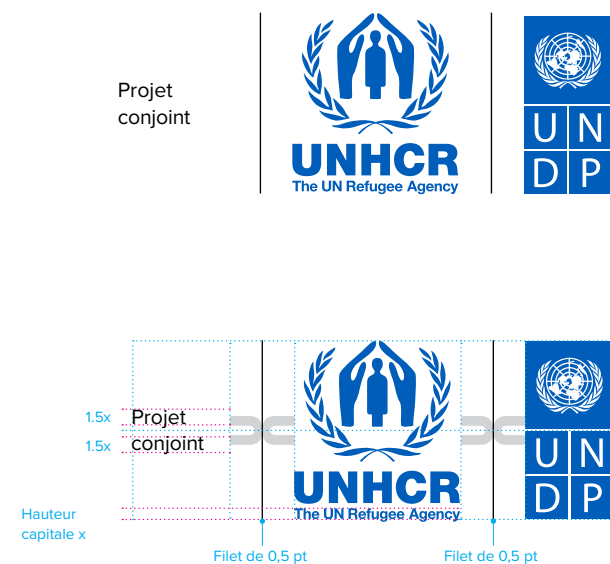 Projet
conjoint
UNHCR
The UN Refugee Agency
U N
D P
1.5x
Projet
1.5x
conjoint
UNHCR
The UN Refugee Agency
U N
D P
Hauteur
capitale x
Filet de 0,5 pt
Filet de 0,5 pt